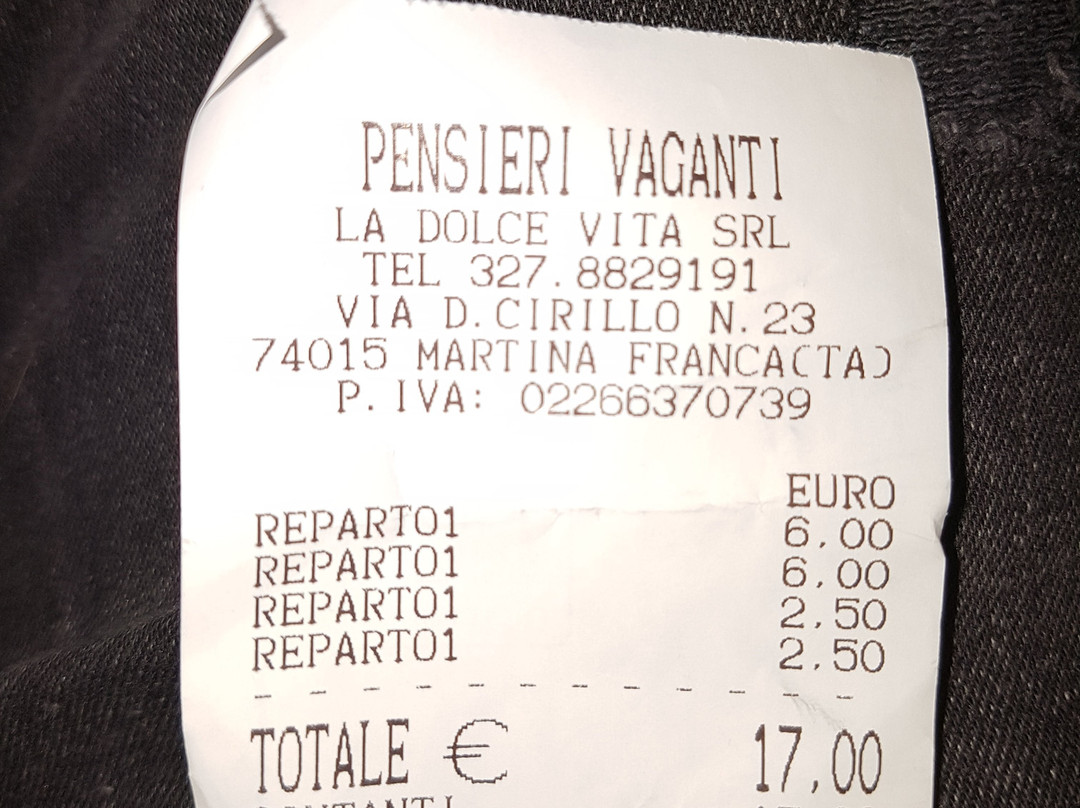 PENSIERI VAGANTI
LA DOLCE VITA SRL
TEL 327.8829191
VIA D.CIRILLO N.23
74015 MARTINA FRANCA(TA)
P.IVA: 02266370739
EURO
REPARTO1 6,00
REPARTO1 6,00
REPARTO1 2,50
REPARTO1 2,50
TOTALE € 17,00